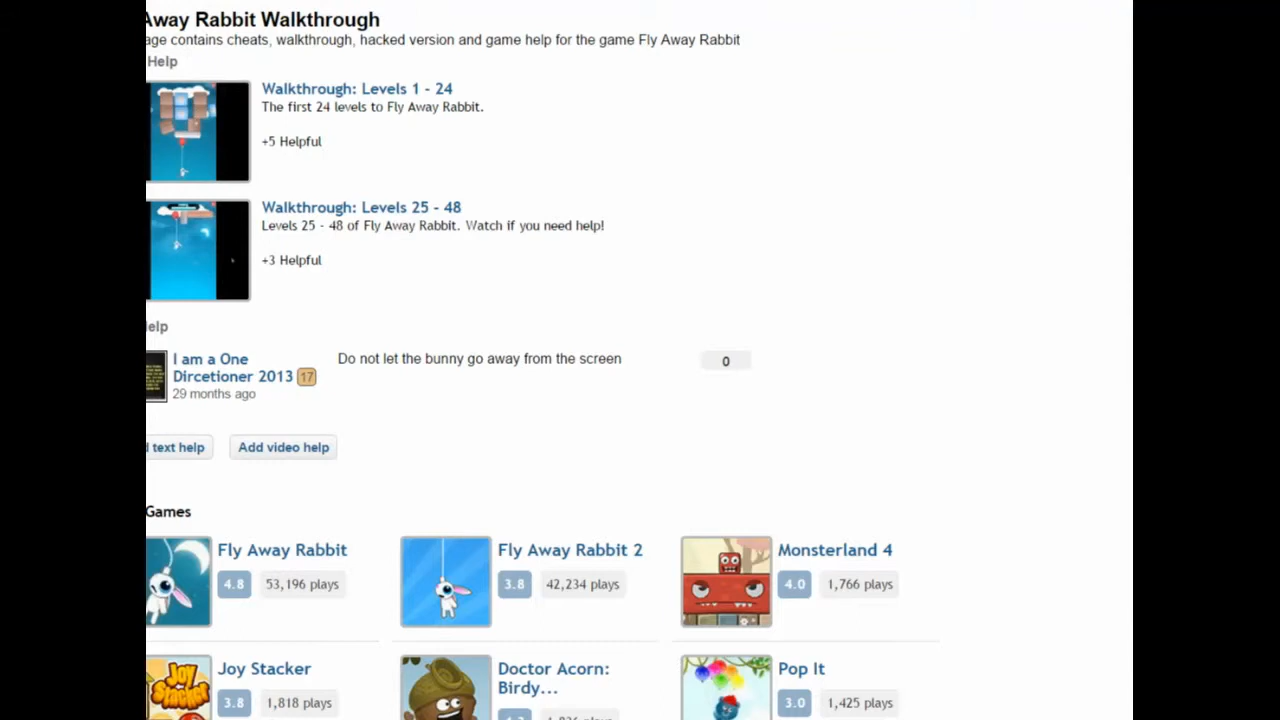 Away Rabbit Walkthrough
age contains cheats, walkthrough, hacked version and game help for the game Fly Away Rabbit
Help
Walkthrough: Levels 1 - 24
The first 24 levels to Fly Away Rabbit.
+5 Helpful
Walkthrough: Levels 25 - 48
Levels 25 - 48 of Fly Away Rabbit. Watch if you need help!
+3 Helpful
elp
I am a One
Dircetioner 2013 17
29 months ago
Do not let the bunny go away from the screen
0
text help
Add video help
Games
Fly Away Rabbit
4.8 53,196 plays
Fly Away Rabbit 2
3.8 42,234 plays
Monsterland 4
4.0 1,766 plays
Joy Stacker
3.8 1,818 plays
Doctor Acorn:
Birdy...
Pop It
3.0 1,425 plays